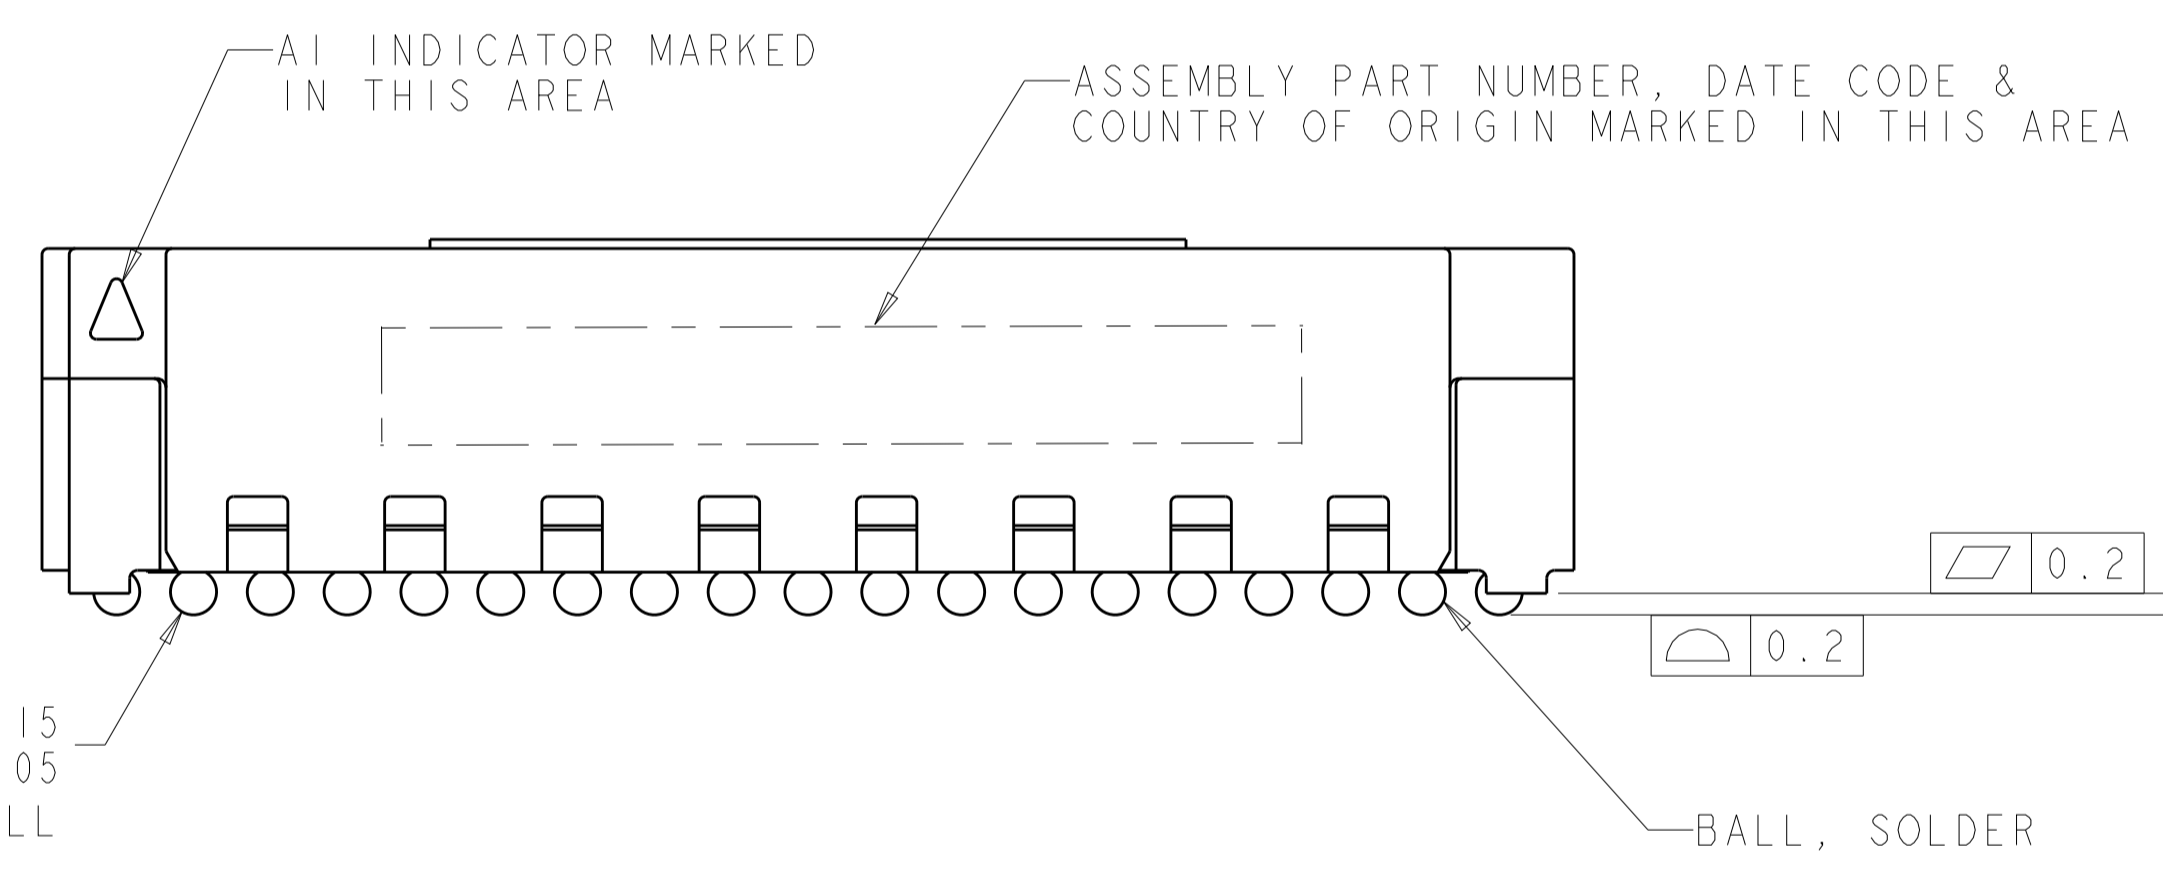 A1 INDICATOR MARKED
IN THIS AREA
ASSEMBLY PART NUMBER, DATE CODE &
COUNTRY OF ORIGIN MARKED IN THIS AREA
0.2
0.2
15
05
LL
BALL, SOLDER